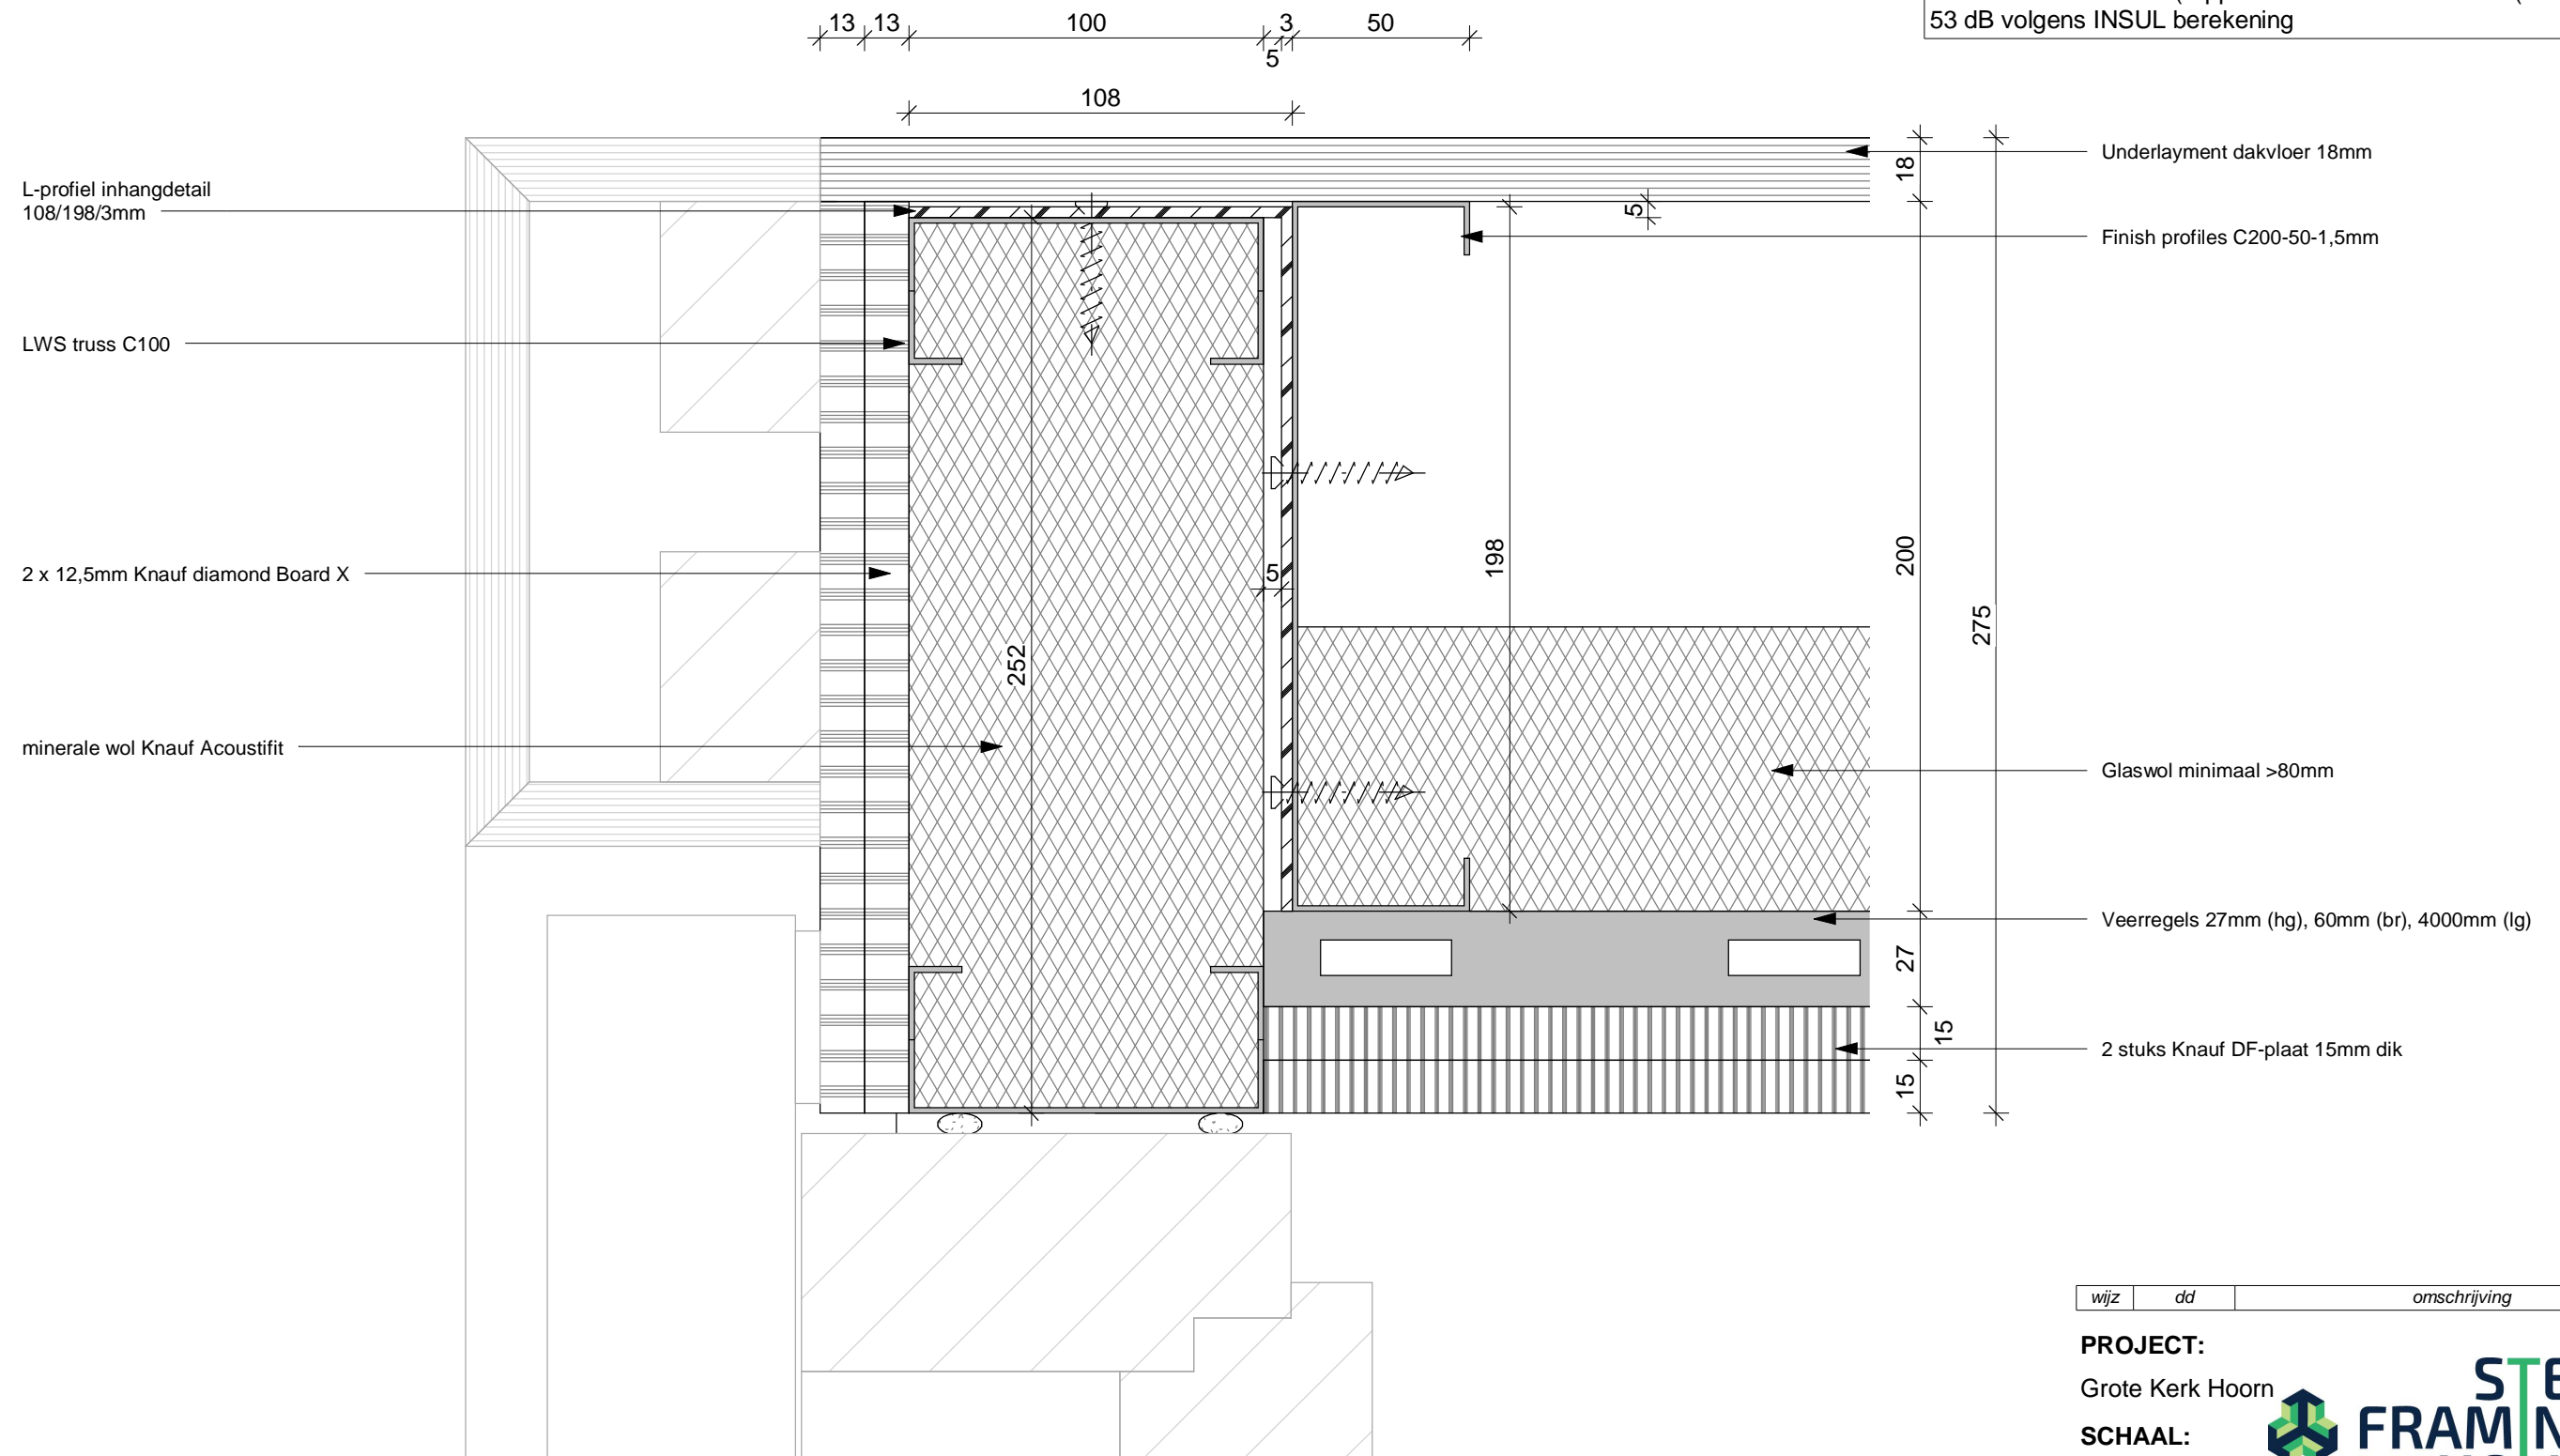 53 dB volgens INSUL berekening
13 13 100 3 50
5
108
L-profiel inhangdetail
108/198/3mm
LWS truss C100
2 x 12,5mm Knauf diamond Board X
minerale wol Knauf Acoustifit
252
5
198
5
18
200
27
15
15
275
Underlayment dakvloer 18mm
Finish profiles C200-50-1,5mm
Glaswol minimaal >80mm
Veerregels 27mm (hg), 60mm (br), 4000mm (lg)
2 stuks Knauf DF-plaat 15mm dik
wijz dd omschrijving
PROJECT:
Grote Kerk Hoorn
SCHAAL: